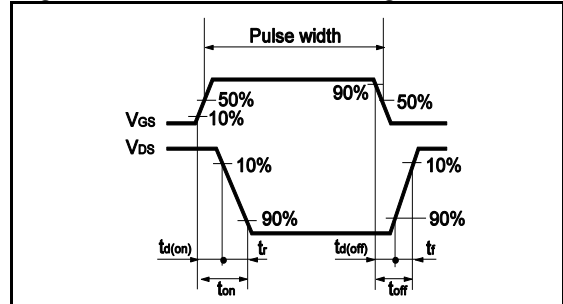 Pulse width
90%
50%
50%
10%
VGS
VDS
10%
10%
90%
90%
td(on)
tr
td(off)
tf
ton
toff